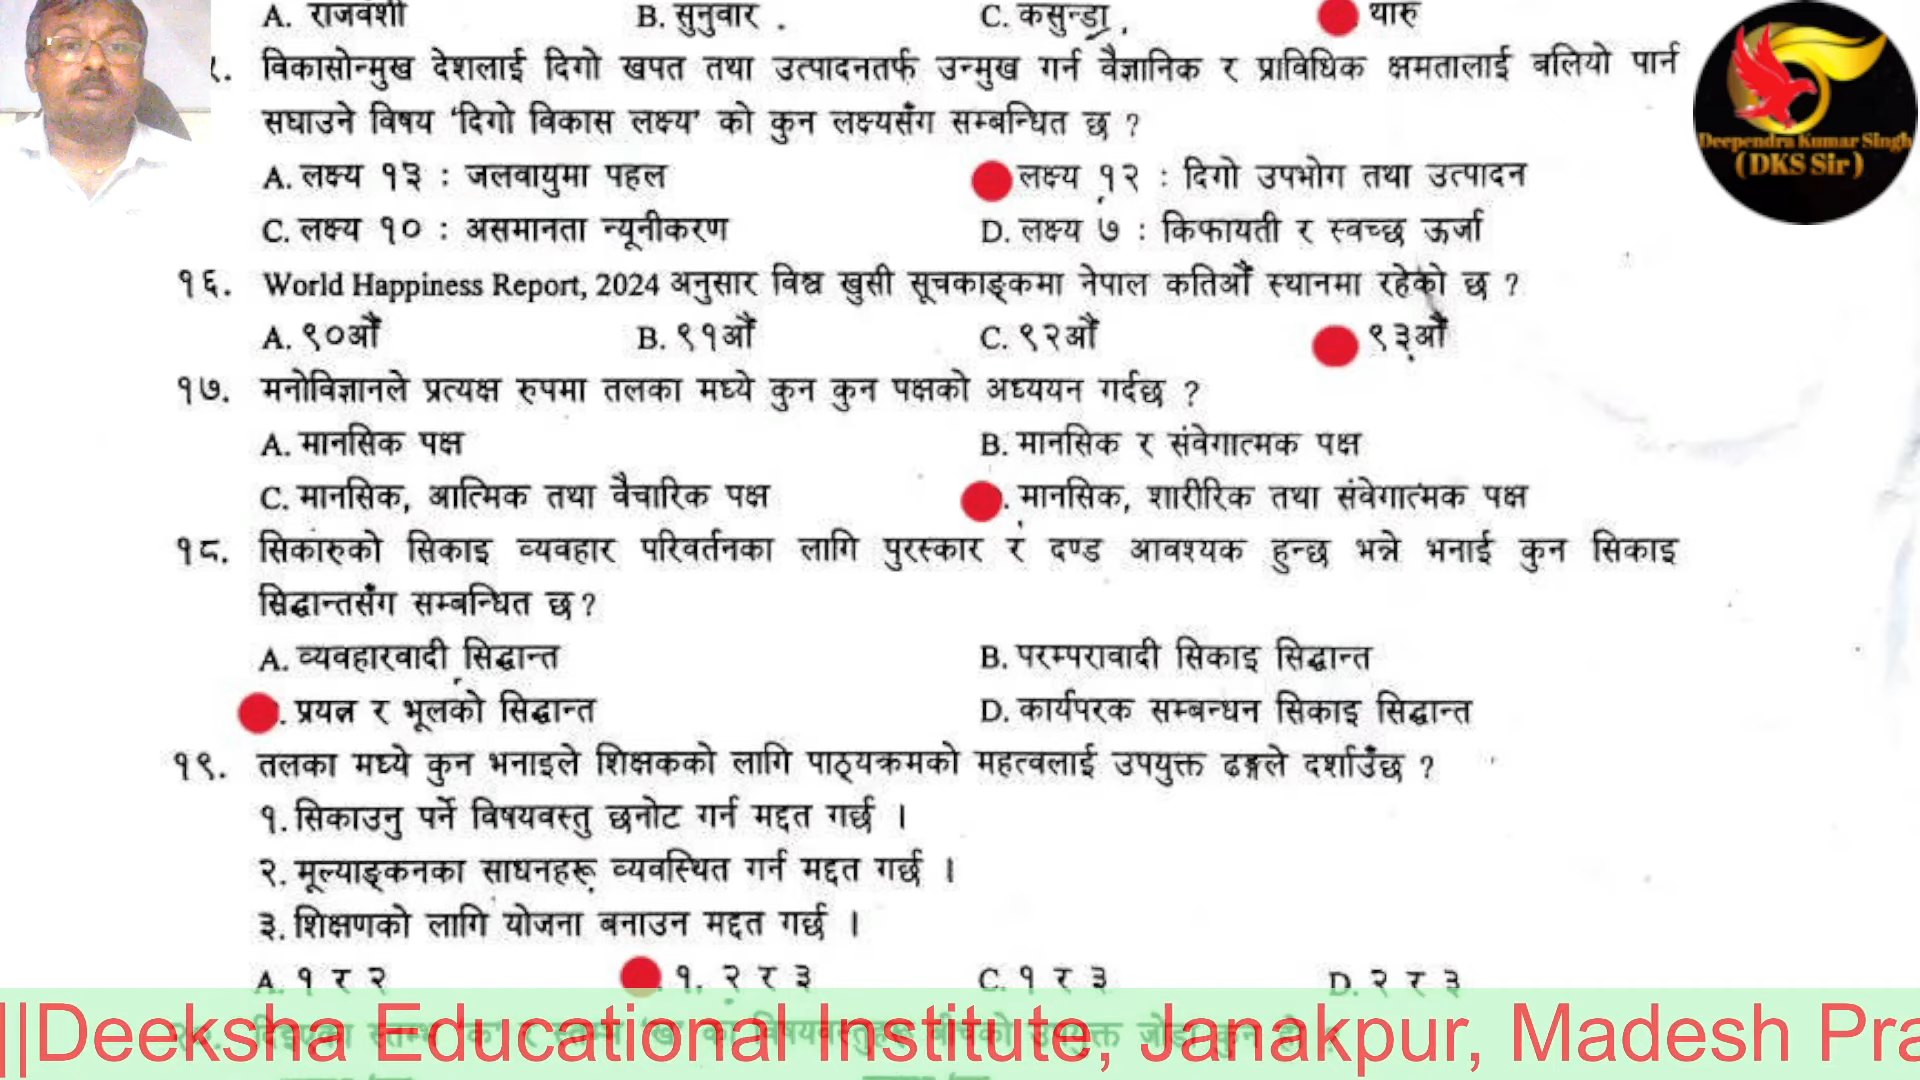 A. राजवंशी B. सुनुवार . C. कसुन्डा . थारु
विकासोन्मुख देशलाई दिगो खपत तथा उत्पादनतर्फ उन्मुख गर्न वैज्ञानिक र प्राविधिक क्षमतालाई बलियो पार्न
सघाउने विषय ‘दिगो विकास लक्ष्य’ को कुन लक्ष्यसँग सम्बन्धित छ ?
A. लक्ष्य १३ : जलवायुमा पहल लक्ष्य १२ : दिगो उपभोग तथा उत्पादन
C. लक्ष्य १० : असमानता न्यूनीकरण D. लक्ष्य ७ : किफायती र स्वच्छ ऊर्जा
Deependra Kumar Singh
(DKS Sir)
१६. World Happiness Report, 2024 अनुसार विश्व खुसी सूचकाङ्कमा नेपाल कतिऔँ स्थानमा रहेको छ ?
A. ९०औँ B. ९१औँ C. ९२औँ ९३औँ
१७. मनोविज्ञानले प्रत्यक्ष रुपमा तलका मध्ये कुन कुन पक्षको अध्ययन गर्दछ ?
A. मानसिक पक्ष B. मानसिक र संवेगात्मक पक्ष
C. मानसिक, आत्मिक तथा वैचारिक पक्ष . मानसिक, शारीरिक तथा संवेगात्मक पक्ष
१८. सिकारुको सिकाइ व्यवहार परिवर्तनका लागि पुरस्कार र दण्ड आवश्यक हुन्छ भन्ने भनाई कुन सिकाइ
सिद्धान्तसँग सम्बन्धित छ ?
A. व्यवहारवादी सिद्धान्त B. परम्परावादी सिकाइ सिद्धान्त
. प्रयत्न र भूलको सिद्धान्त D. कार्यपरक सम्बन्धन सिकाइ सिद्धान्त
१९. तलका मध्ये कुन भनाइले शिक्षकको लागि पाठ्यक्रमको महत्वलाई उपयुक्त ढङ्गले दर्शाउँछ ?
१. सिकाउनु पर्ने विषयवस्तु छनोट गर्न मद्दत गर्छ ।
२. मूल्याङ्कनका साधनहरू व्यवस्थित गर्न मद्दत गर्छ ।
३. शिक्षणको लागि योजना बनाउन मद्दत गर्छ ।
A. १ र २ १, २ र ३ C. १ र ३ D. २ र ३
||Deeksha Educational Institute, Janakpur, Madesh Pra